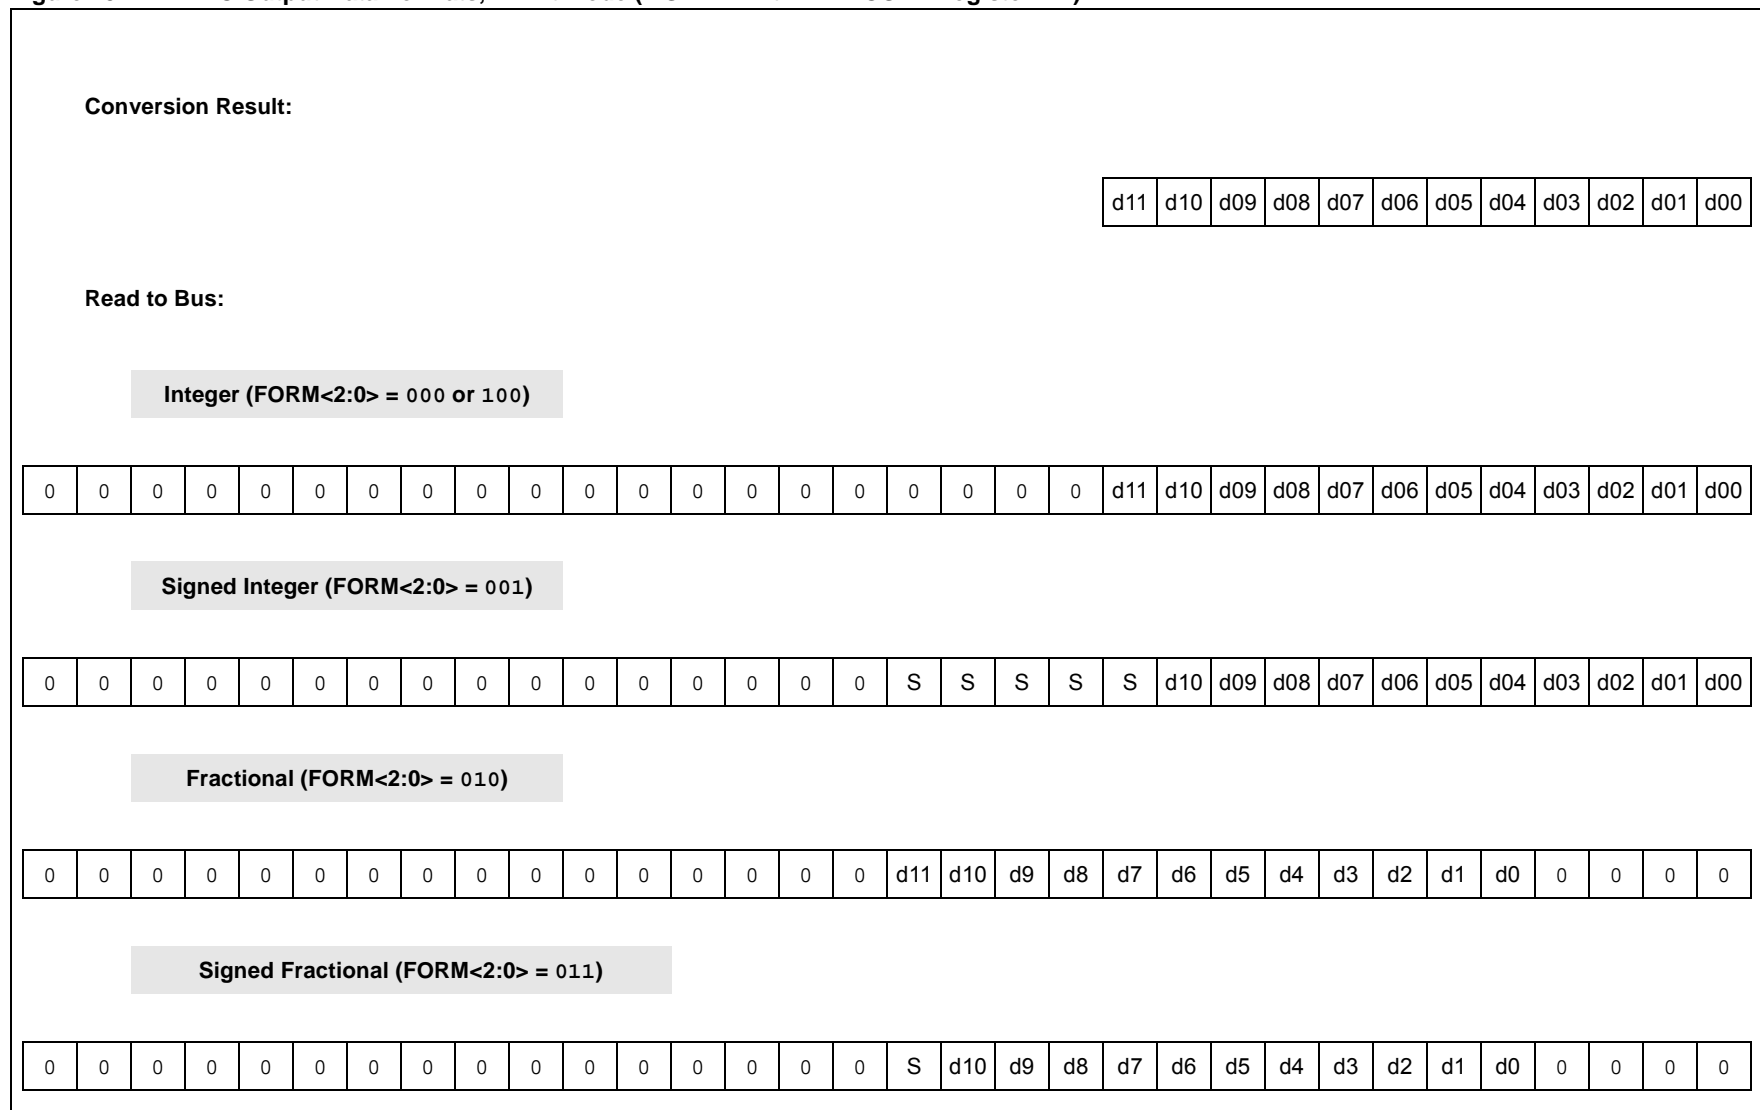 Conversion Result:
d11 d10 d09 d08 d07 d06 d05 d04 d03 d02 d01 d00
Read to Bus:
Integer (FORM<2:0> = 000 or 100)
0 0 0 0 0 0 0 0 0 0 0 0 0 0 0 0 0 0 0 0 d11 d10 d09 d08 d07 d06 d05 d04 d03 d02 d01 d00
Signed Integer (FORM<2:0> = 001)
0 0 0 0 0 0 0 0 0 0 0 0 0 0 0 0 S S S S S d10 d09 d08 d07 d06 d05 d04 d03 d02 d01 d00
Fractional (FORM<2:0> = 010)
0 0 0 0 0 0 0 0 0 0 0 0 0 0 0 0 d11 d10 d9 d8 d7 d6 d5 d4 d3 d2 d1 d0 0 0 0 0
Signed Fractional (FORM<2:0> = 011)
0 0 0 0 0 0 0 0 0 0 0 0 0 0 0 0 S d10 d9 d8 d7 d6 d5 d4 d3 d2 d1 d0 0 0 0 0